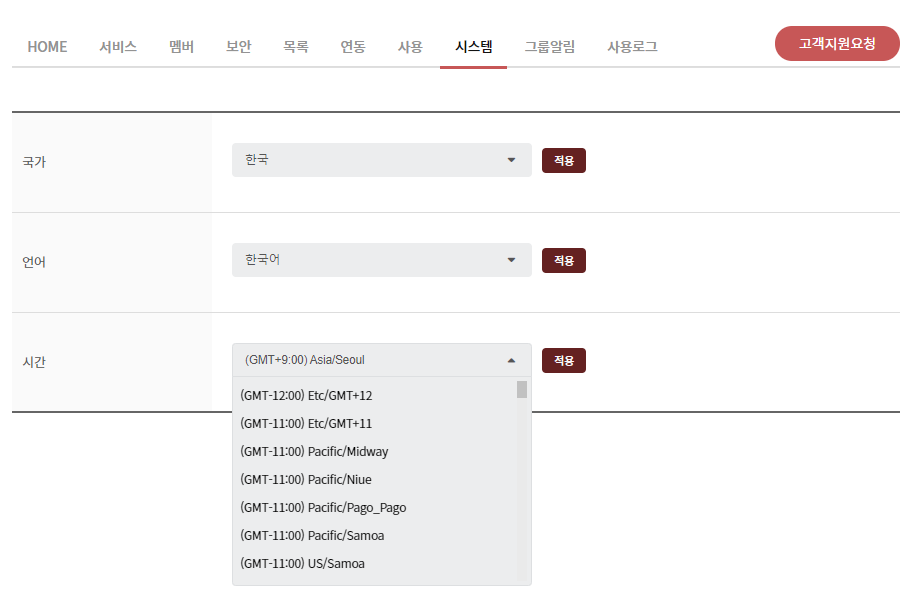 HOME 서비스 멤버 보안 목록 연동 사용 시스템 그룹알림 사용로그 고객지원요청
국가 한국 적용
언어 한국어 적용
시간 (GMT+9:00) Asia/Seoul 적용
(GMT-12:00) Etc/GMT+12
(GMT-11:00) Etc/GMT+11
(GMT-11:00) Pacific/Midway
(GMT-11:00) Pacific/Niue
(GMT-11:00) Pacific/Pago_Pago
(GMT-11:00) Pacific/Samoa
(GMT-11:00) US/Samoa